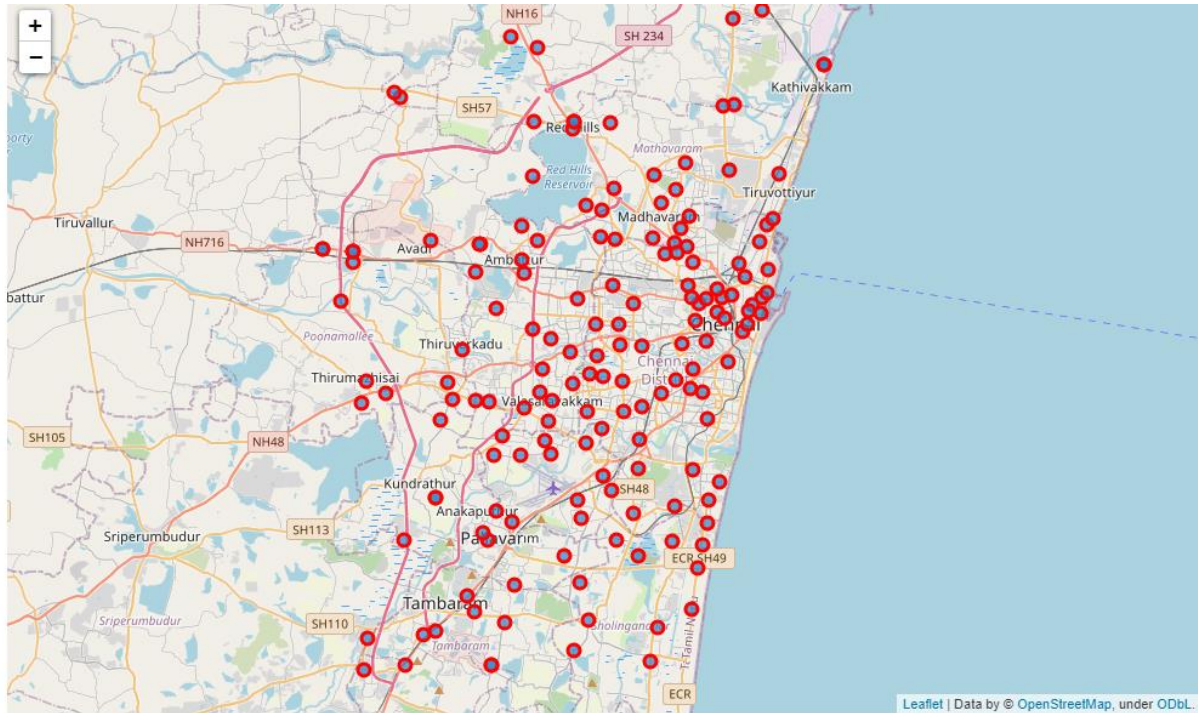 +
−
NH16
SH 234
Kathivakkam
SH57
Red Hills
Mathavaram
Red Hills
Reservoir
Tiruvottiyur
Tiruvallur
Madhavaram
NH716
Avadi
Ambattur
battur
Poonamallee
Chennai
Thiruverkadu
Chennai
Thirumazhisai
Valasaravakkam
SH105
NH48
Kundrathur
SH48
Anakaputhur
SH113
Sriperumbudur
ECR SH49
Tambaram
SH110
Sriperumbudur
Sholinganallur
Tambaram
Tamil Nadu
ECR
Leaflet | Data by © OpenStreetMap, under ODbL.